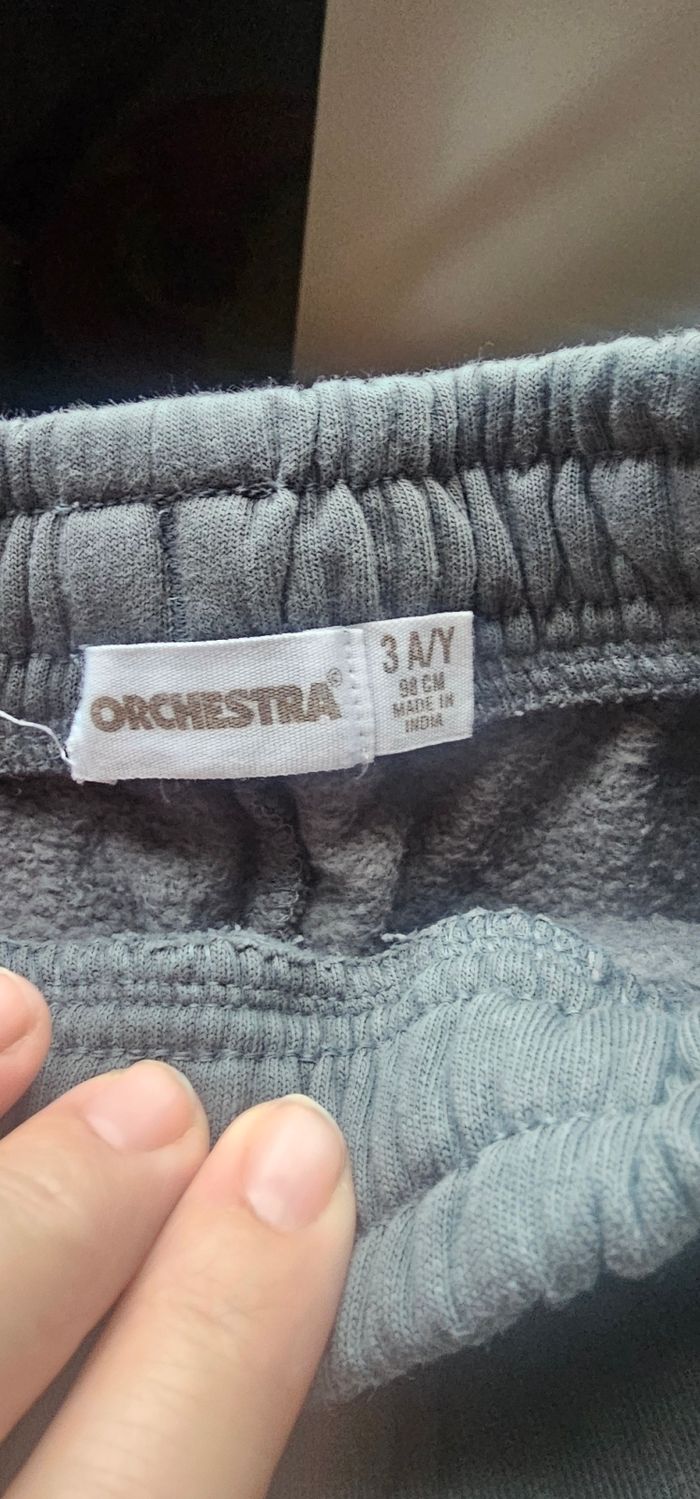 ORCHESTRA®
3 A/Y
98 CM
MADE IN
INDIA